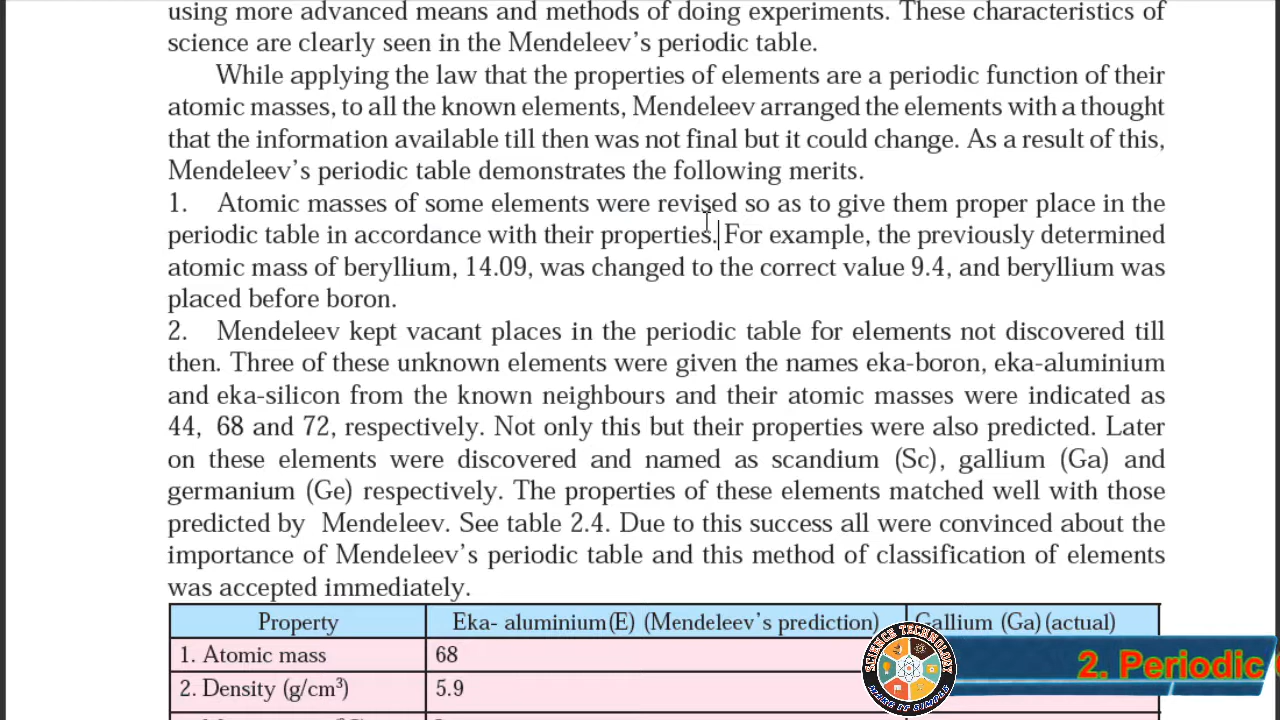 using more advanced means and methods of doing experiments. These characteristics of
science are clearly seen in the Mendeleev’s periodic table.
While applying the law that the properties of elements are a periodic function of their
atomic masses, to all the known elements, Mendeleev arranged the elements with a thought
that the information available till then was not final but it could change. As a result of this,
Mendeleev’s periodic table demonstrates the following merits.
1. Atomic masses of some elements were revised so as to give them proper place in the
periodic table in accordance with their properties. For example, the previously determined
atomic mass of beryllium, 14.09, was changed to the correct value 9.4, and beryllium was
placed before boron.
2. Mendeleev kept vacant places in the periodic table for elements not discovered till
then. Three of these unknown elements were given the names eka-boron, eka-aluminium
and eka-silicon from the known neighbours and their atomic masses were indicated as
44, 68 and 72, respectively. Not only this but their properties were also predicted. Later
on these elements were discovered and named as scandium (Sc), gallium (Ga) and
germanium (Ge) respectively. The properties of these elements matched well with those
predicted by Mendeleev. See table 2.4. Due to this success all were convinced about the
importance of Mendeleev’s periodic table and this method of classification of elements
was accepted immediately.
Property Eka- aluminium(E) (Mendeleev’s prediction) Gallium (Ga)(actual)
1. Atomic mass 68
2. Density (g/cm³) 5.9
SCIENCE TECHNOLOGY
MAKE IT SIMPLE
2. Periodic